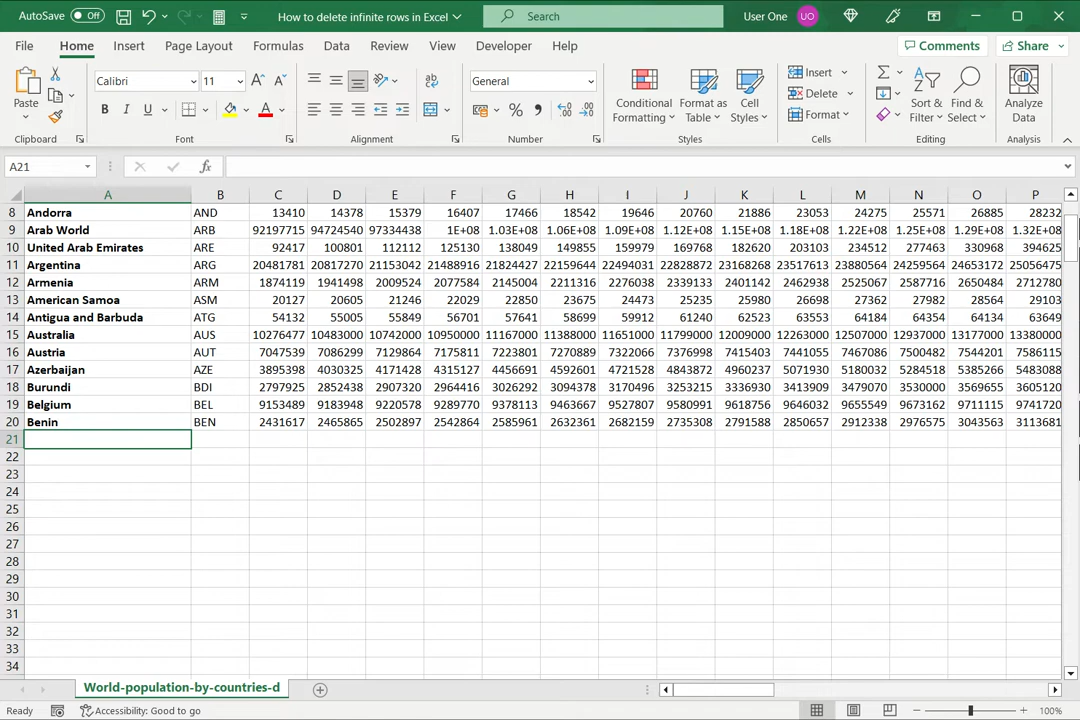 AutoSave Off How to delete infinite rows in Excel Search User One UO
File Home Insert Page Layout Formulas Data Review View Developer Help Comments Share
Calibri 11 General Insert
Paste Conditional Formatting Format as Table Cell Styles Delete Sort & Filter Find & Select Analyze Data
Format
Clipboard Font Alignment Number Styles Cells Editing Analysis
A21 fx
A B C D E F G H I J K L M N O P
8 Andorra AND 13410 14378 15379 16407 17466 18542 19646 20760 21886 23053 24275 25571 26885 28232
9 Arab World ARB 92197715 94724540 97334438 1E+08 1.03E+08 1.06E+08 1.09E+08 1.12E+08 1.15E+08 1.18E+08 1.22E+08 1.25E+08 1.29E+08 1.32E+08
10 United Arab Emirates ARE 92417 100801 112112 125130 138049 149855 159979 169768 182620 203103 234512 277463 330968 394625
11 Argentina ARG 20481781 20817270 21153042 21488916 21824427 22159644 22494031 22828872 23168268 23517613 23880564 24259564 24653172 25056475
12 Armenia ARM 1874119 1941498 2009524 2077584 2145004 2211316 2276038 2339133 2401142 2462938 2525067 2587716 2650484 2712780
13 American Samoa ASM 20127 20605 21246 22029 22850 23675 24473 25235 25980 26698 27362 27982 28564 29103
14 Antigua and Barbuda ATG 54132 55005 55849 56701 57641 58699 59912 61240 62523 63553 64184 64354 64134 63649
15 Australia AUS 10276477 10483000 10742000 10950000 11167000 11388000 11651000 11799000 12009000 12263000 12507000 12937000 13177000 13380000
16 Austria AUT 7047539 7086299 7129864 7175811 7223801 7270889 7322066 7376998 7415403 7441055 7467086 7500482 7544201 7586115
17 Azerbaijan AZE 3895398 4030325 4171428 4315127 4456691 4592601 4721528 4843872 4960237 5071930 5180032 5284518 5385266 5483088
18 Burundi BDI 2797925 2852438 2907320 2964416 3026292 3094378 3170496 3253215 3336930 3413909 3479070 3530000 3569655 3605120
19 Belgium BEL 9153489 9183948 9220578 9289770 9378113 9463667 9527807 9580991 9618756 9646032 9655549 9673162 9711115 9741720
20 Benin BEN 2431617 2465865 2502897 2542864 2585961 2632361 2682159 2735308 2791588 2850657 2912338 2976575 3043563 3113681
21
22
23
24
25
26
27
28
29
30
31
32
33
34
World-population-by-countries-d
Ready Accessibility: Good to go 100%